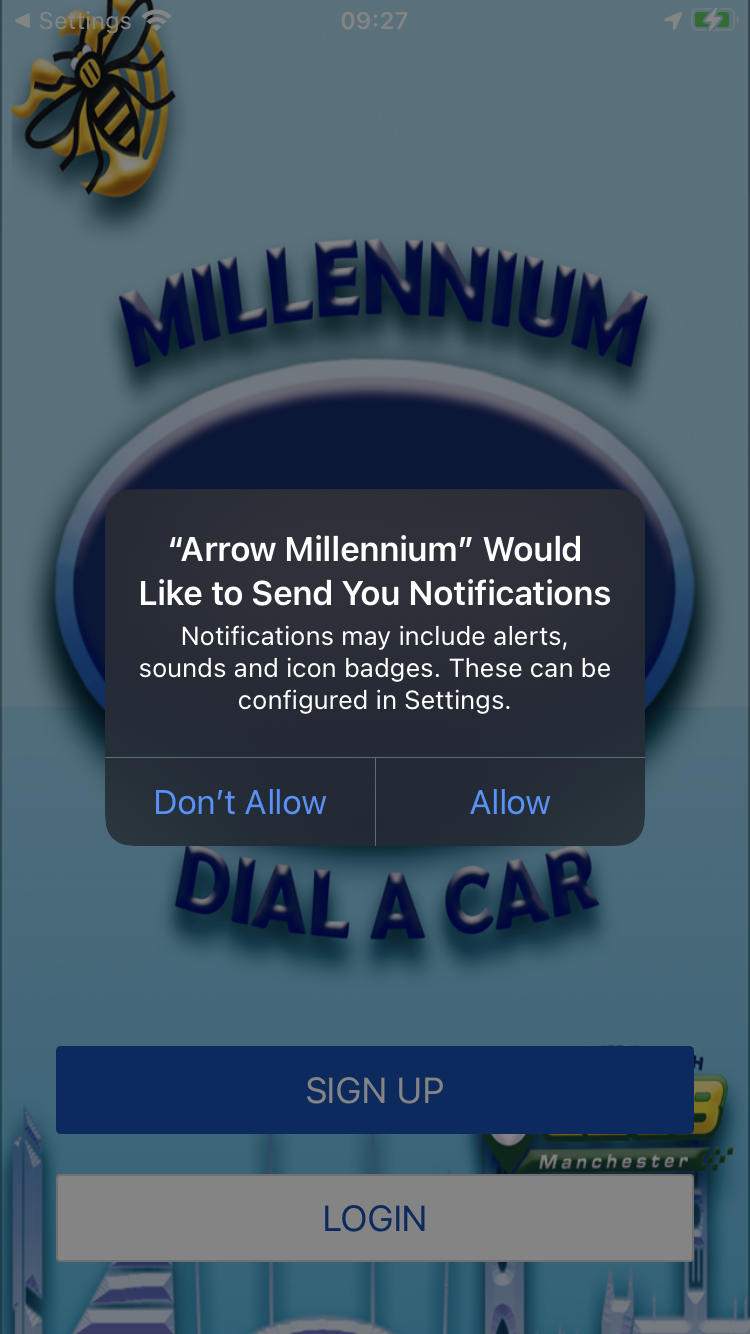 Settings
09:27
MILLENNIUM
“Arrow Millennium” Would
Like to Send You Notifications
Notifications may include alerts,
sounds and icon badges. These can be
configured in Settings.
Don’t Allow
Allow
DIAL A CAR
SIGN UP
Manchester
LOGIN